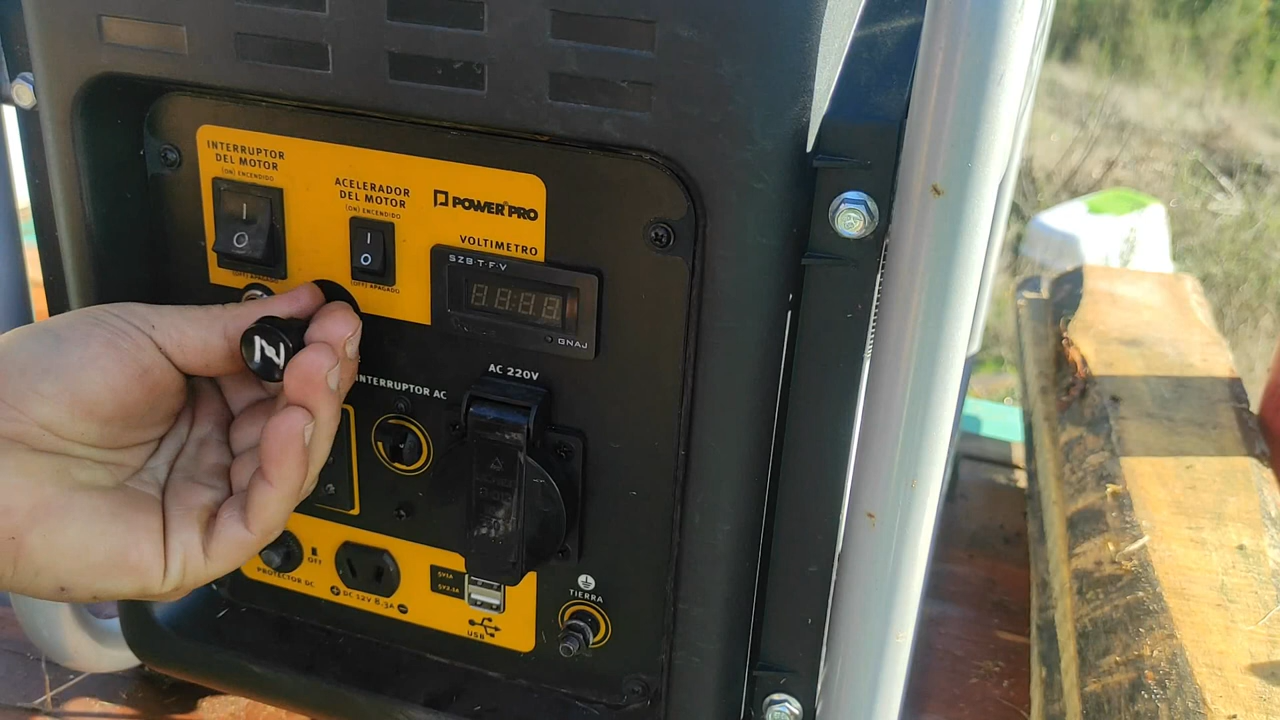 INTERRUPTOR
DEL MOTOR
(ON) ENCENDIDO
I
O
(OFF) APAGADO
ACELERADOR
DEL MOTOR
(ON) ENCENDIDO
I
O
(OFF) APAGADO
POWER PRO
VOLTIMETRO
SZBT·F·V
GNAJ
INTERRUPTOR AC
AC 220V
OFF
PROTECTOR DC
DC 12V 8.3A
5V1A
5V2.1A
USB
TIERRA